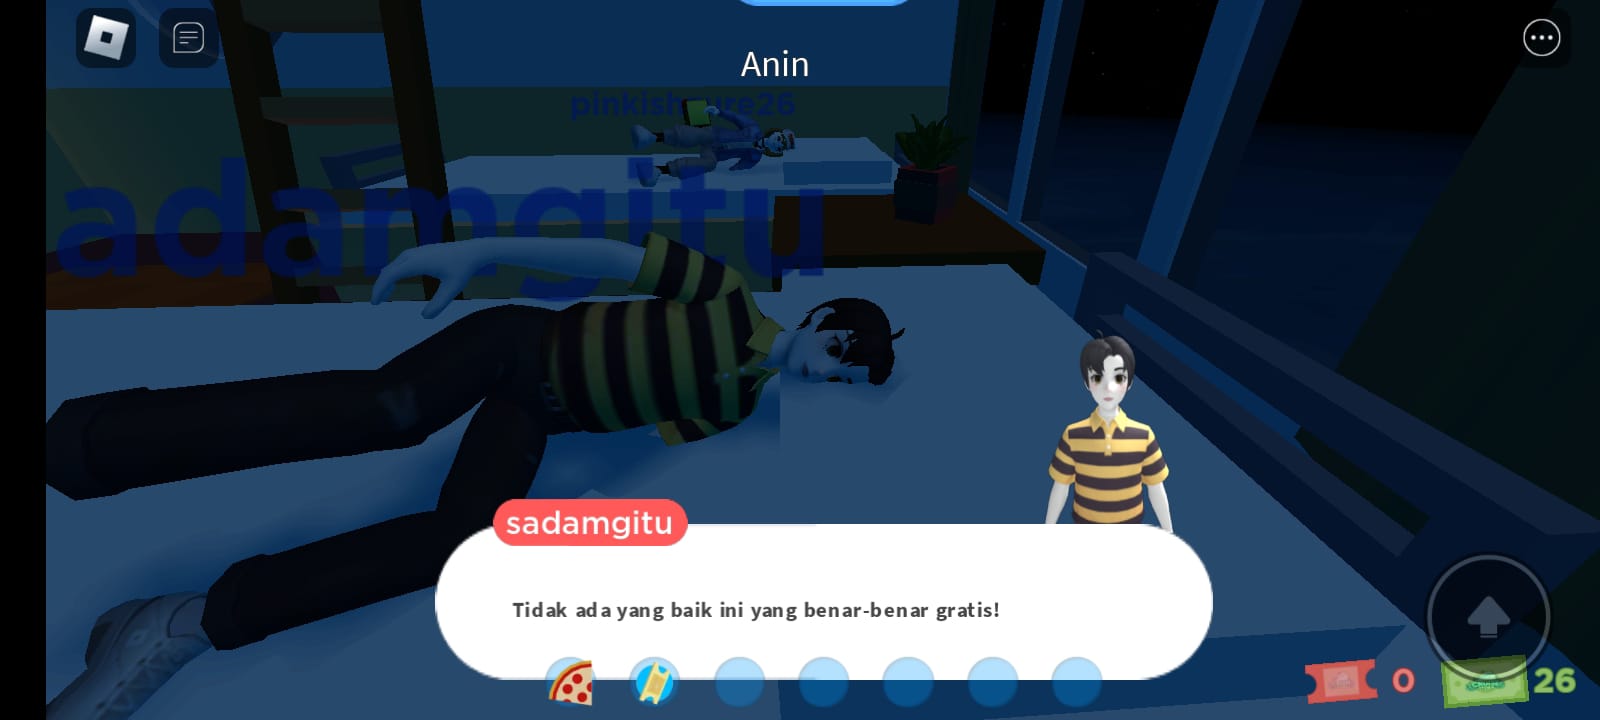 Anin
adamgitu
sadamgitu
Tidak ada yang baik ini yang benar-benar gratis!
0
26